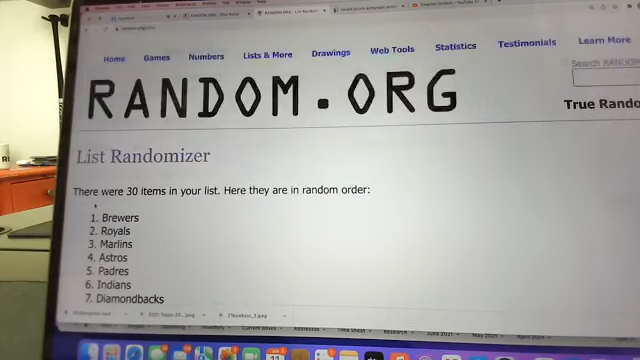 Home Games Numbers Lists & More Drawings Web Tools Statistics Testimonials Learn More
Search RANDOM
RANDOM.ORG
True Rando
List Randomizer
There were 30 items in your list. Here they are in random order:
1. Brewers
2. Royals
3. Marlins
4. Astros
5. Padres
6. Indians
7. Diamondbacks